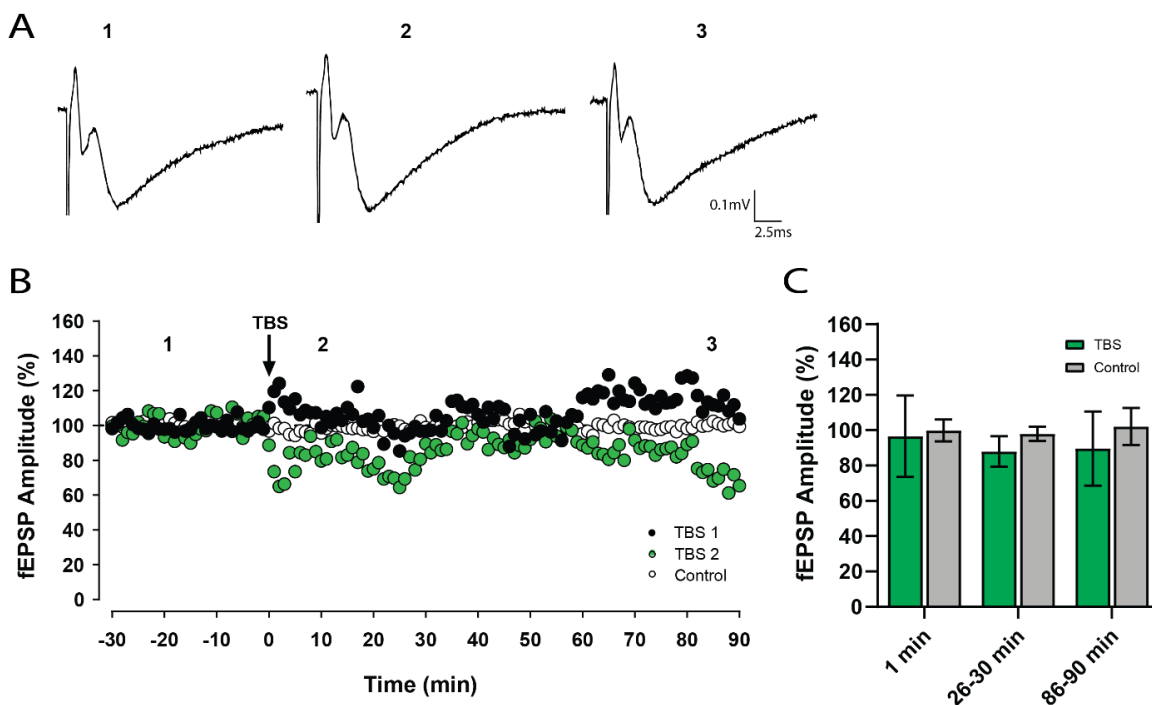 A
1 2 3
0.1mV
2.5ms
B
fEPSP Amplitude (%)
160
140
120
100
80
60
40
20
0
TBS
1 2 3
TBS 1
TBS 2
Control
-30 -20 -10 0 10 20 30 40 50 60 70 80 90
Time (min)
C
fEPSP Amplitude (%)
160
140
120
100
80
60
40
20
0
TBS
Control
1 min
26-30 min
86-90 min